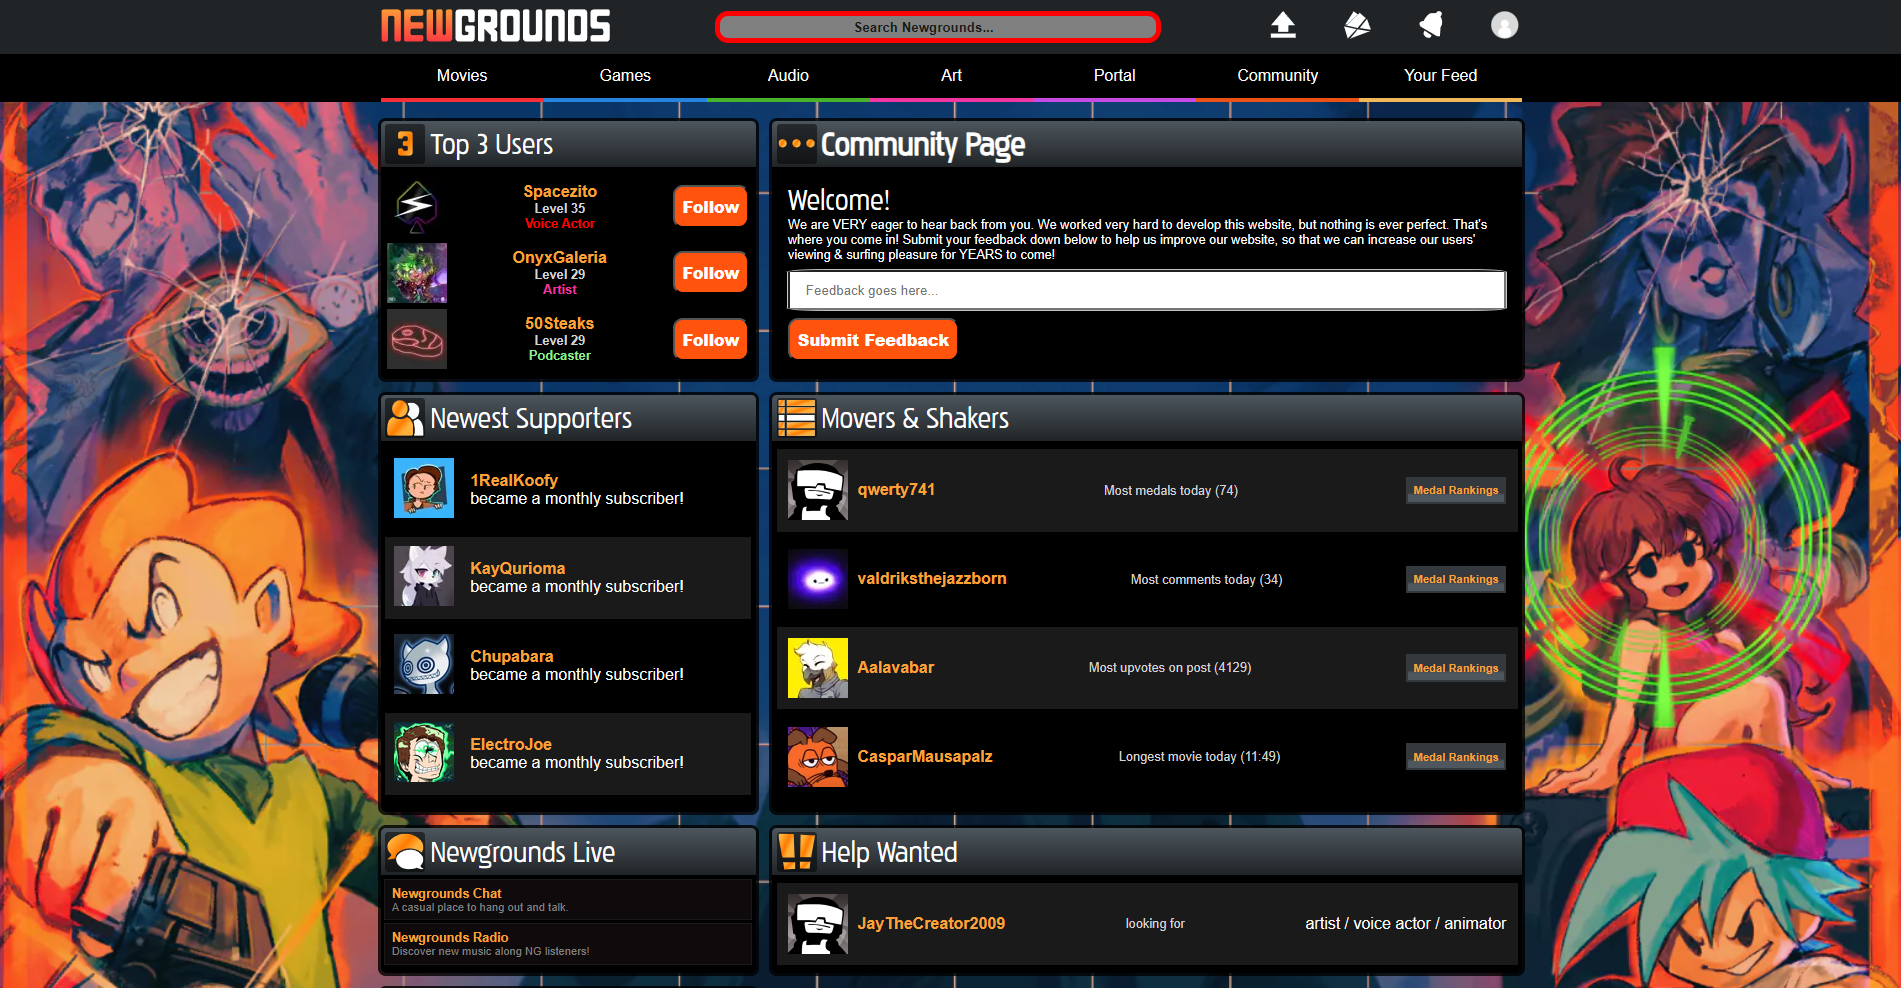 NEWGROUNDS
Search Newgrounds...
Movies
Games
Audio
Art
Portal
Community
Your Feed
3
Top 3 Users
Spacezito
Level 35
Voice Actor
Follow
OnyxGaleria
Level 29
Artist
Follow
50Steaks
Level 29
Podcaster
Follow
Community Page
Welcome!
We are VERY eager to hear back from you. We worked very hard to develop this website, but nothing is ever perfect. That's
where you come in! Submit your feedback down below to help us improve our website, so that we can increase our users'
viewing & surfing pleasure for YEARS to come!
Feedback goes here...
Submit Feedback
Newest Supporters
1RealKoofy
became a monthly subscriber!
KayQurioma
became a monthly subscriber!
Chupabara
became a monthly subscriber!
ElectroJoe
became a monthly subscriber!
Movers & Shakers
qwerty741
Most medals today (74)
Medal Rankings
valdriksthejazzborn
Most comments today (34)
Medal Rankings
Aalavabar
Most upvotes on post (4129)
Medal Rankings
CasparMausapalz
Longest movie today (11:49)
Medal Rankings
Newgrounds Live
Newgrounds Chat
A casual place to hang out and talk.
Newgrounds Radio
Discover new music along NG listeners!
Help Wanted
JayTheCreator2009
looking for
artist / voice actor / animator